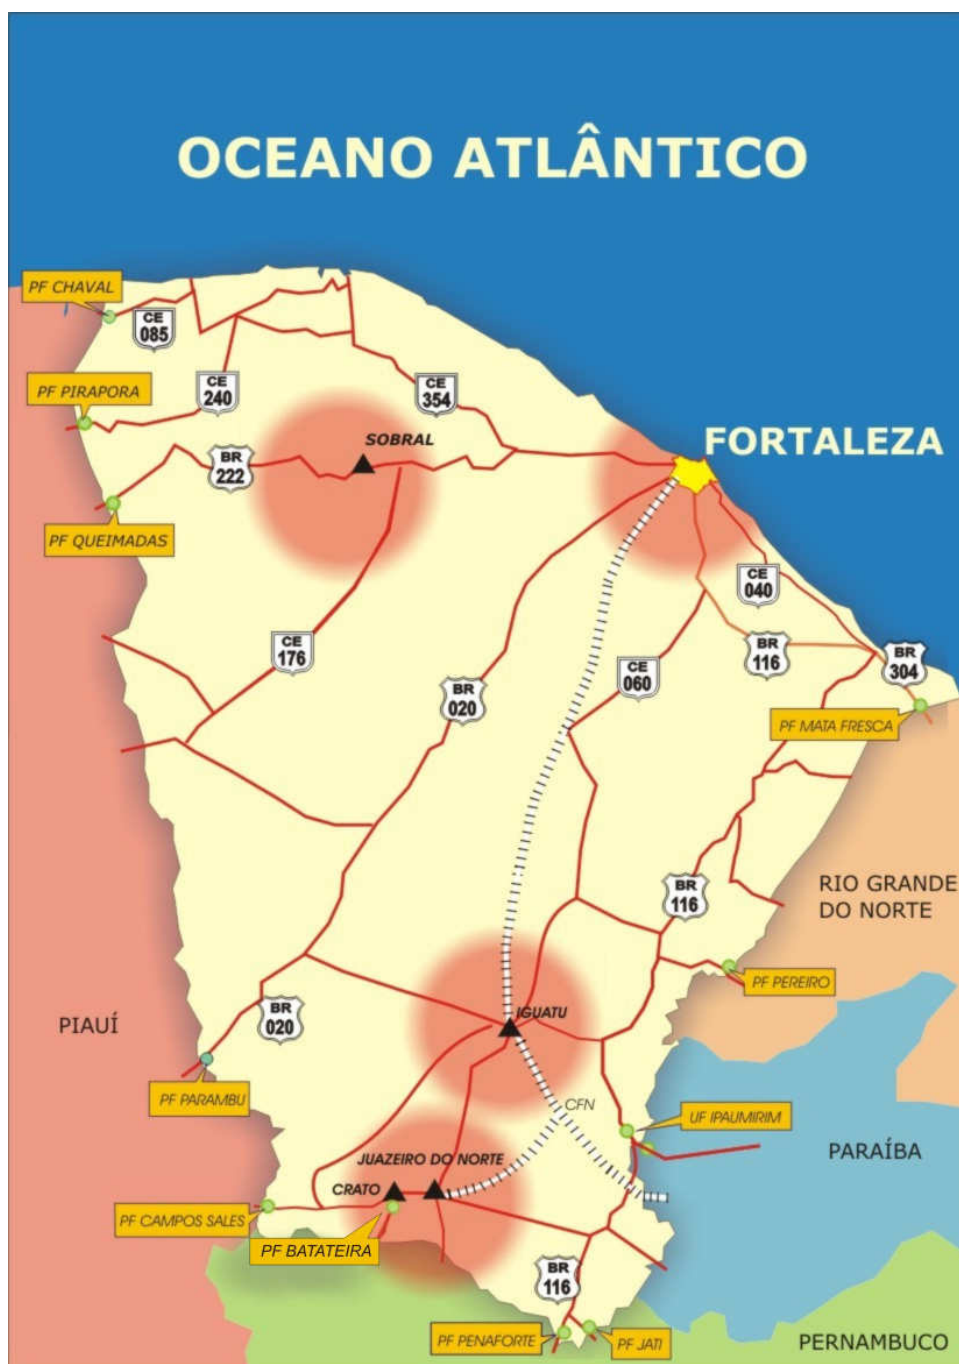 OCEANO ATLÂNTICO
PF CHAVAL
CE
085
PF PIRAPORA
CE
240
CE
354
SOBRAL
FORTALEZA
BR
222
PF QUEIMADAS
CE
040
CE
176
BR
116
BR
304
CE
060
BR
020
PF MATA FRESCA
BR
116
RIO GRANDE
DO NORTE
PF PEREIRO
IGUATU
BR
020
PIAUÍ
PF PARAMBU
CFN
UF IPAUMIRIM
PARAÍBA
JUAZEIRO DO NORTE
CRATO
PF CAMPOS SALES
PF BATATEIRA
BR
116
PF PENAFORTE
PF JATI
PERNAMBUCO